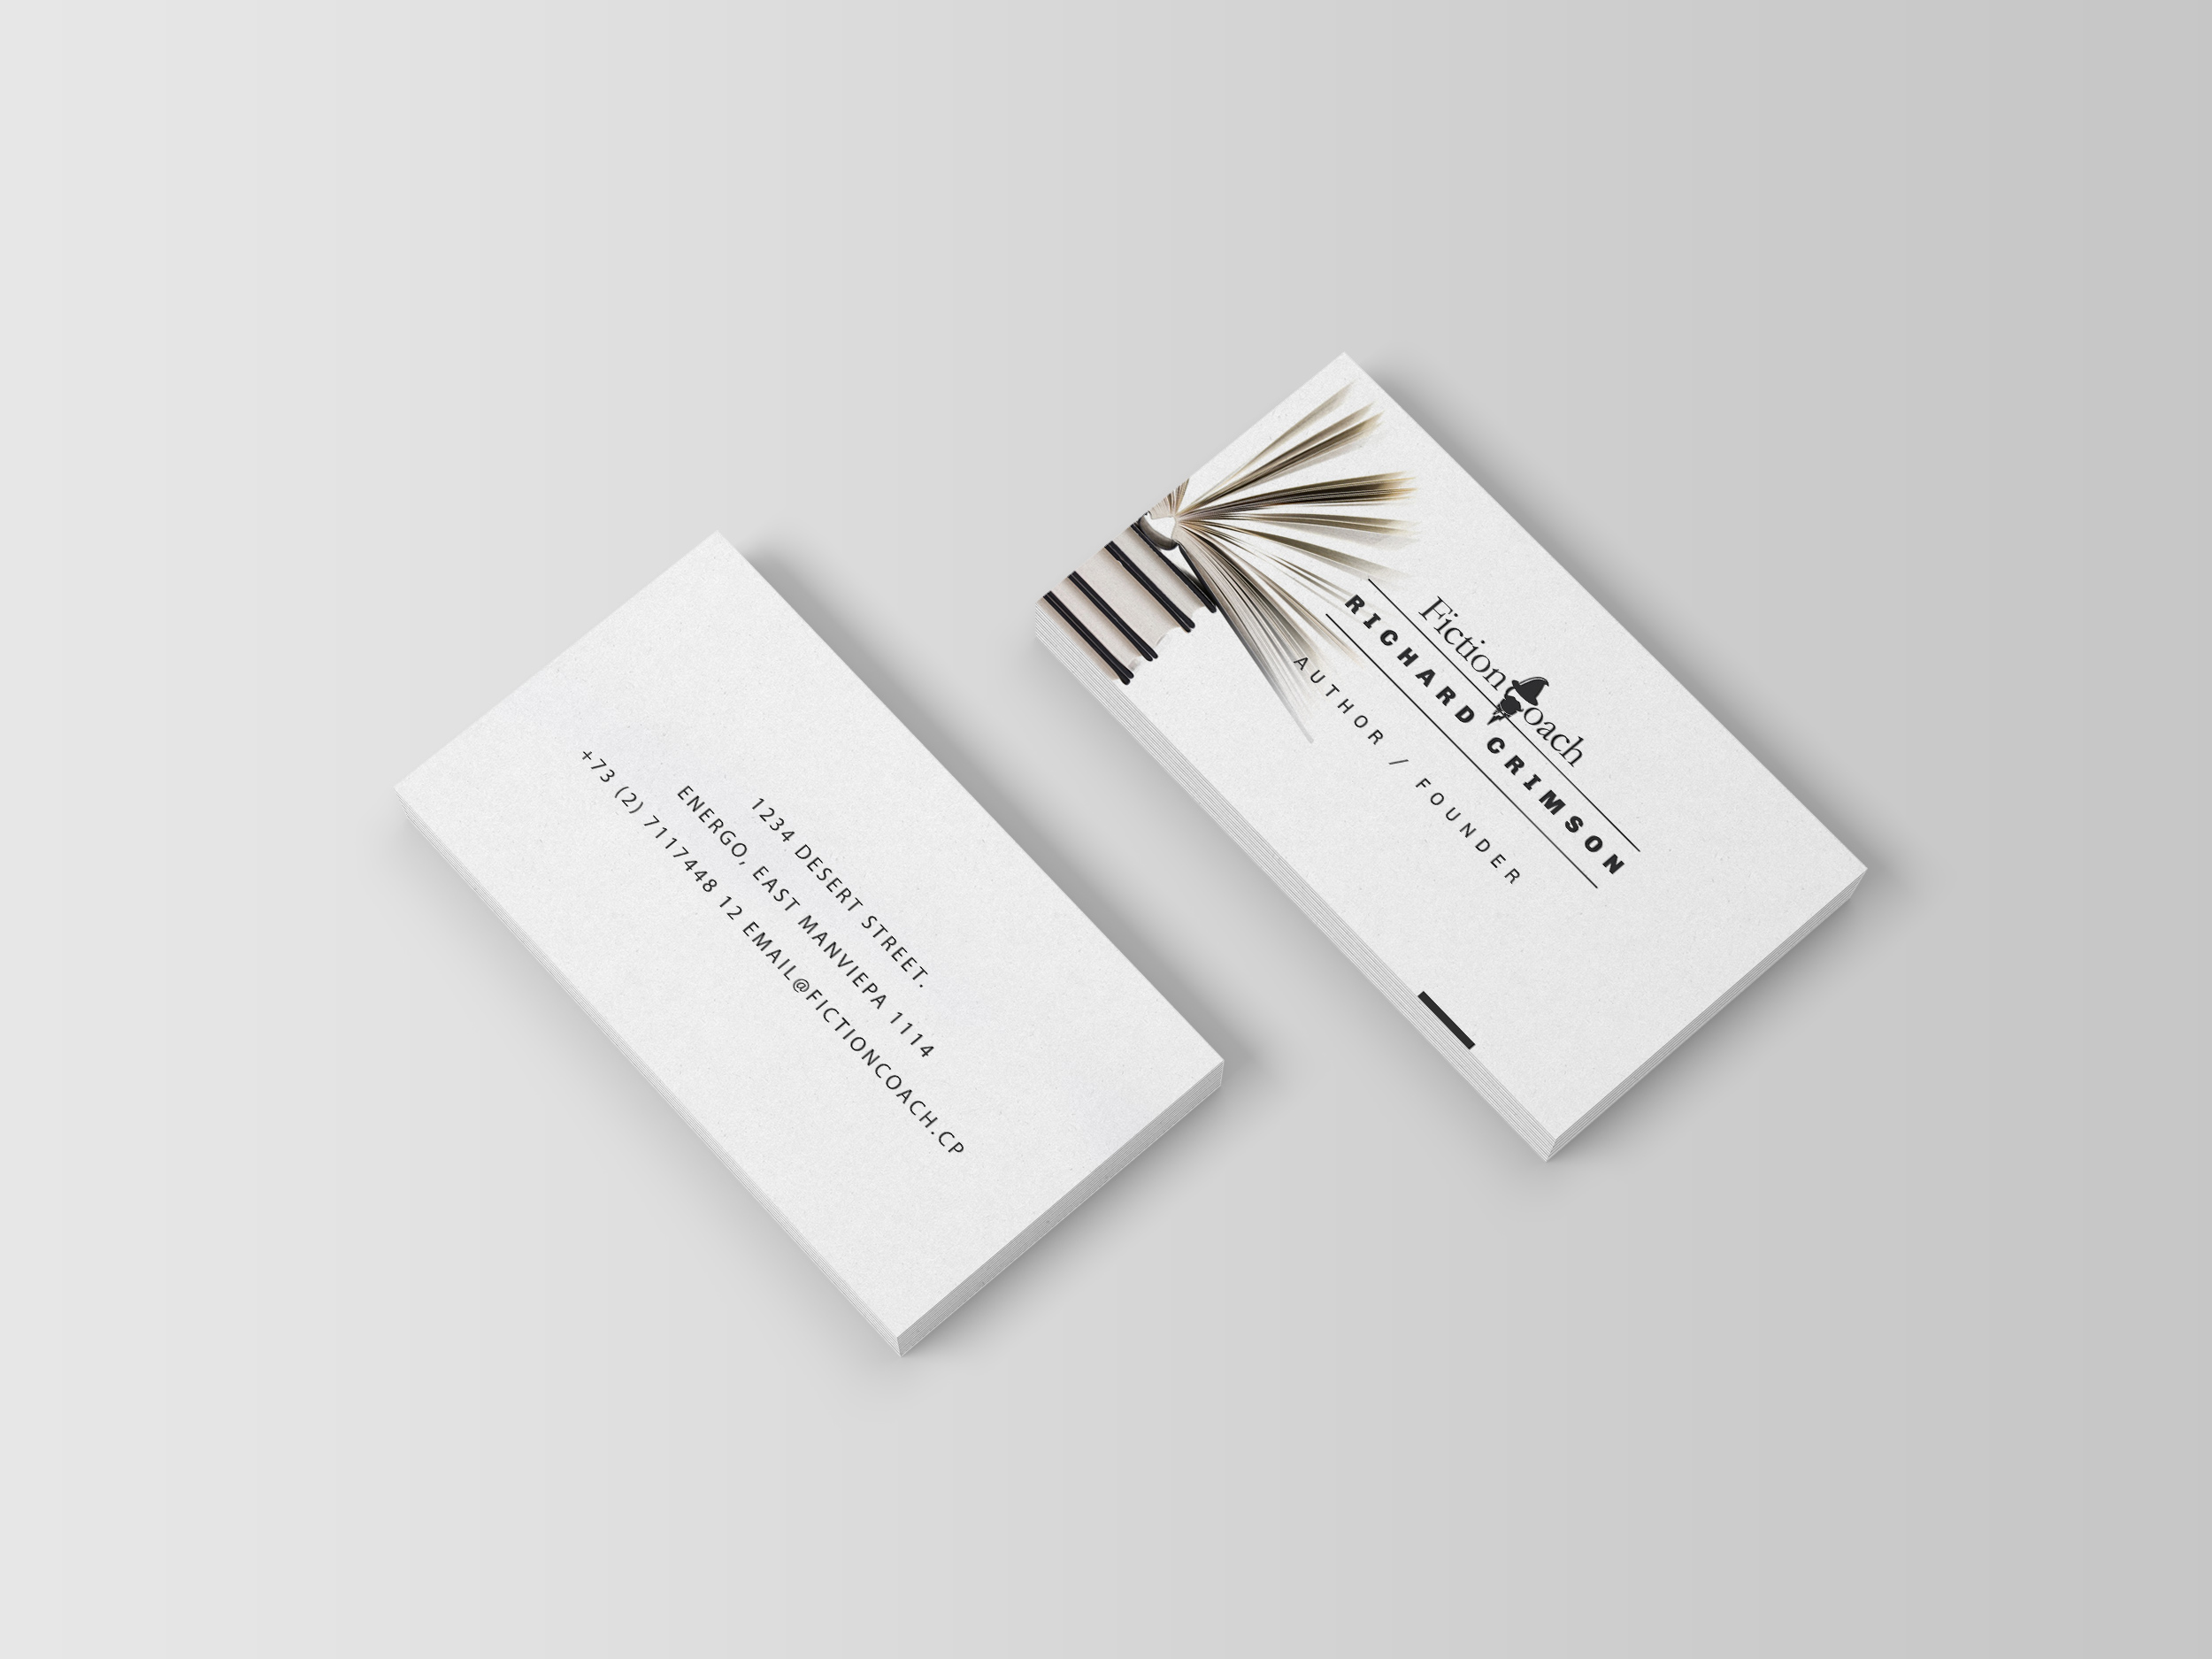 1234 DESERT STREET.
ENERGO, EAST MANVIEPA 1114
+73 (2) 7117448 12 EMAIL@FICTIONCOACH.CP
FictionCoach
RICHARD CRIMSON
AUTHOR / FOUNDER